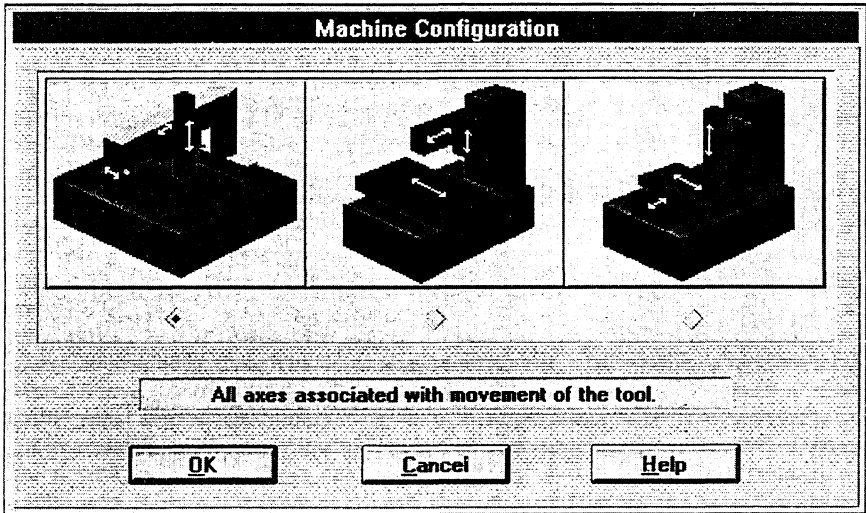 Machine Configuration
All axes associated with movement of the tool.
OK
Cancel
Help